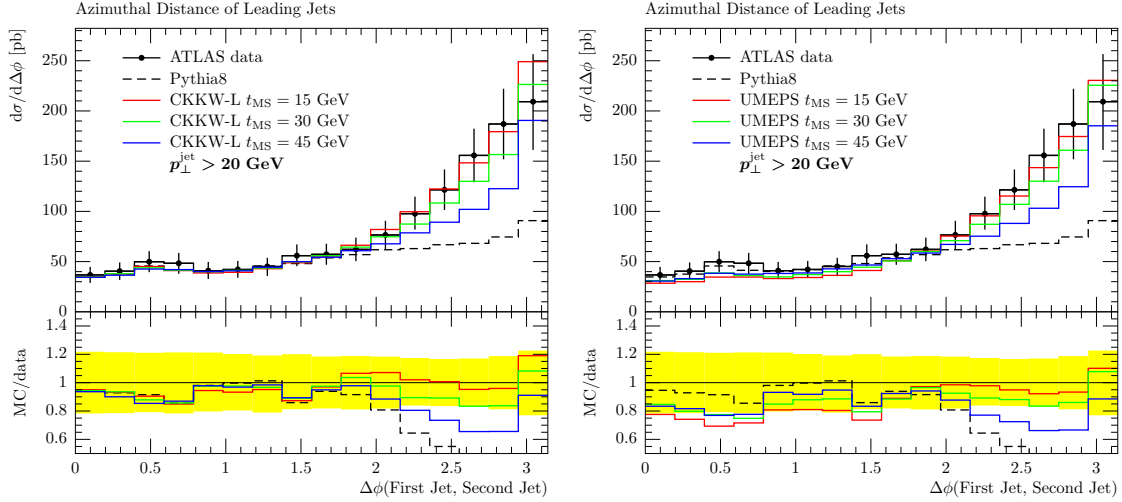 Azimuthal Distance of Leading Jets
dσ/dΔϕ [pb]
250
200
150
100
50
0
ATLAS data
Pythia8
CKKW-L t_MS = 15 GeV
CKKW-L t_MS = 30 GeV
CKKW-L t_MS = 45 GeV
p_⊥^jet > 20 GeV
MC/data
1.4
1.2
1
0.8
0.6
0 0.5 1 1.5 2 2.5 3
Δϕ(First Jet, Second Jet)
Azimuthal Distance of Leading Jets
dσ/dΔϕ [pb]
250
200
150
100
50
0
ATLAS data
Pythia8
UMEPS t_MS = 15 GeV
UMEPS t_MS = 30 GeV
UMEPS t_MS = 45 GeV
p_⊥^jet > 20 GeV
MC/data
1.4
1.2
1
0.8
0.6
0 0.5 1 1.5 2 2.5 3
Δϕ(First Jet, Second Jet)